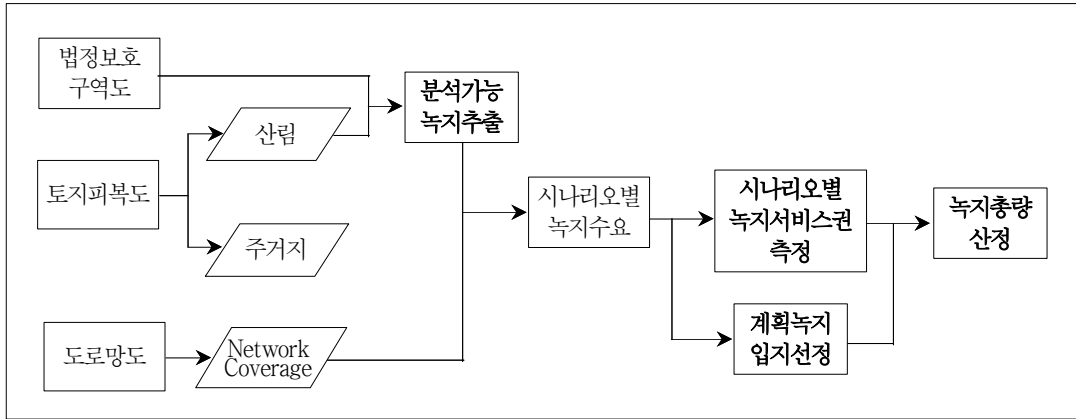 법정보호
구역도
산림
분석가능
녹지추출
토지피복도
주거지
도로망도
Network
Coverage
시나리오별
녹지수요
시나리오별
녹지서비스권
측정
계획녹지
입지선정
녹지총량
산정